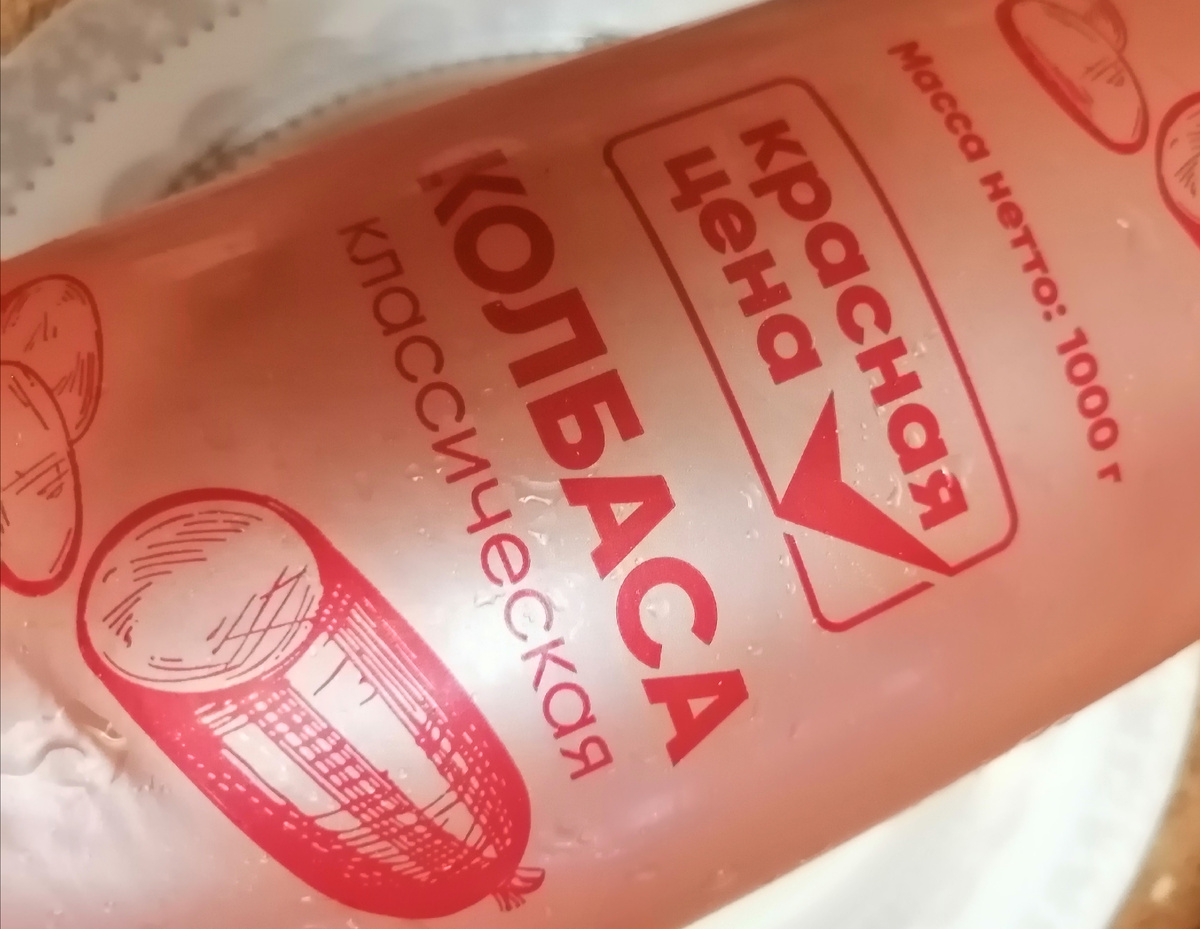 Масса нетто: 1000 г
красная
цена
КОЛБАСА
классическая